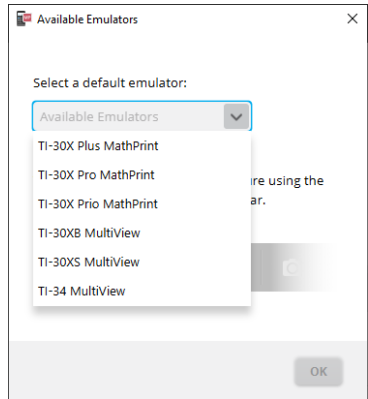 Available Emulators
Select a default emulator:
Available Emulators
TI-30X Plus MathPrint
TI-30X Pro MathPrint
are using the
TI-30X Prio MathPrint
ar.
TI-30XB MultiView
TI-30XS MultiView
TI-34 MultiView
OK